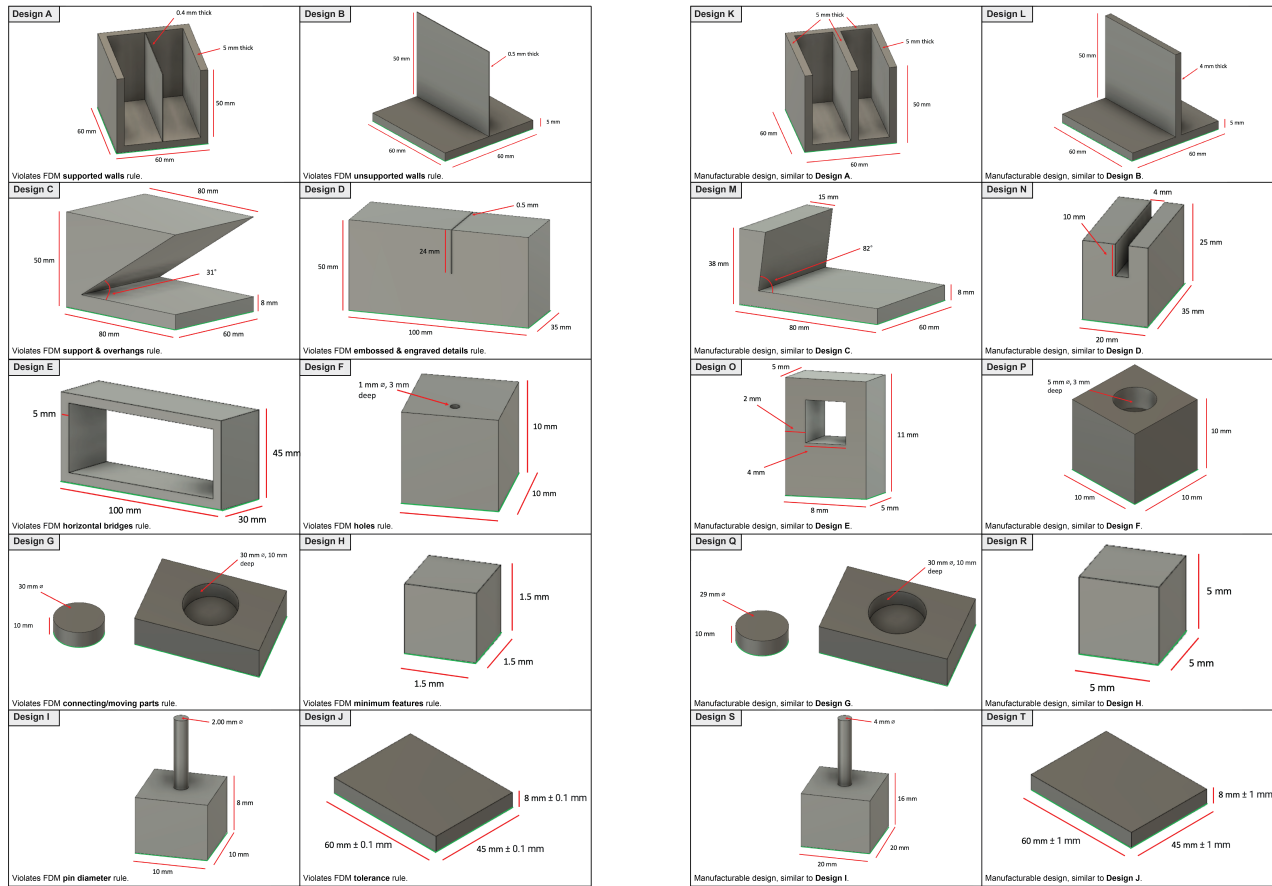 Design A
0.4 mm thick
5 mm thick
50 mm
60 mm
60 mm
Violates FDM supported walls rule.
Design B
50 mm
0.5 mm thick
5 mm
60 mm
60 mm
Violates FDM unsupported walls rule.
Design C
80 mm
50 mm
31°
8 mm
80 mm
60 mm
Violates FDM support & overhangs rule.
Design D
0.5 mm
24 mm
50 mm
35 mm
100 mm
Violates FDM embossed & engraved details rule.
Design E
5 mm
45 mm
100 mm
30 mm
Violates FDM horizontal bridges rule.
Design F
1 mm ø, 3 mm
deep
10 mm
10 mm
Violates FDM holes rule.
Design G
30 mm ø, 10 mm
deep
30 mm ø
10 mm
Violates FDM connecting/moving parts rule.
Design H
1.5 mm
1.5 mm
1.5 mm
Violates FDM minimum features rule.
Design I
2.00 mm ø
8 mm
10 mm
10 mm
Violates FDM pin diameter rule.
Design J
8 mm ± 0.1 mm
60 mm ± 0.1 mm
45 mm ± 0.1 mm
Violates FDM tolerance rule.
Design K
5 mm thick
5 mm thick
50 mm
60 mm
60 mm
Manufacturable design, similar to Design A.
Design L
50 mm
4 mm thick
5 mm
60 mm
60 mm
Manufacturable design, similar to Design B.
Design M
15 mm
82°
38 mm
8 mm
80 mm
60 mm
Manufacturable design, similar to Design C.
Design N
4 mm
10 mm
25 mm
35 mm
20 mm
Manufacturable design, similar to Design D.
Design O
5 mm
2 mm
11 mm
4 mm
8 mm
5 mm
Manufacturable design, similar to Design E.
Design P
5 mm ø, 3 mm
deep
10 mm
10 mm
10 mm
Manufacturable design, similar to Design F.
Design Q
30 mm ø, 10 mm
deep
29 mm ø
10 mm
Manufacturable design, similar to Design G.
Design R
5 mm
5 mm
5 mm
Manufacturable design, similar to Design H.
Design S
4 mm ø
16 mm
20 mm
20 mm
Manufacturable design, similar to Design I.
Design T
8 mm ± 1 mm
60 mm ± 1 mm
45 mm ± 1 mm
Manufacturable design, similar to Design J.